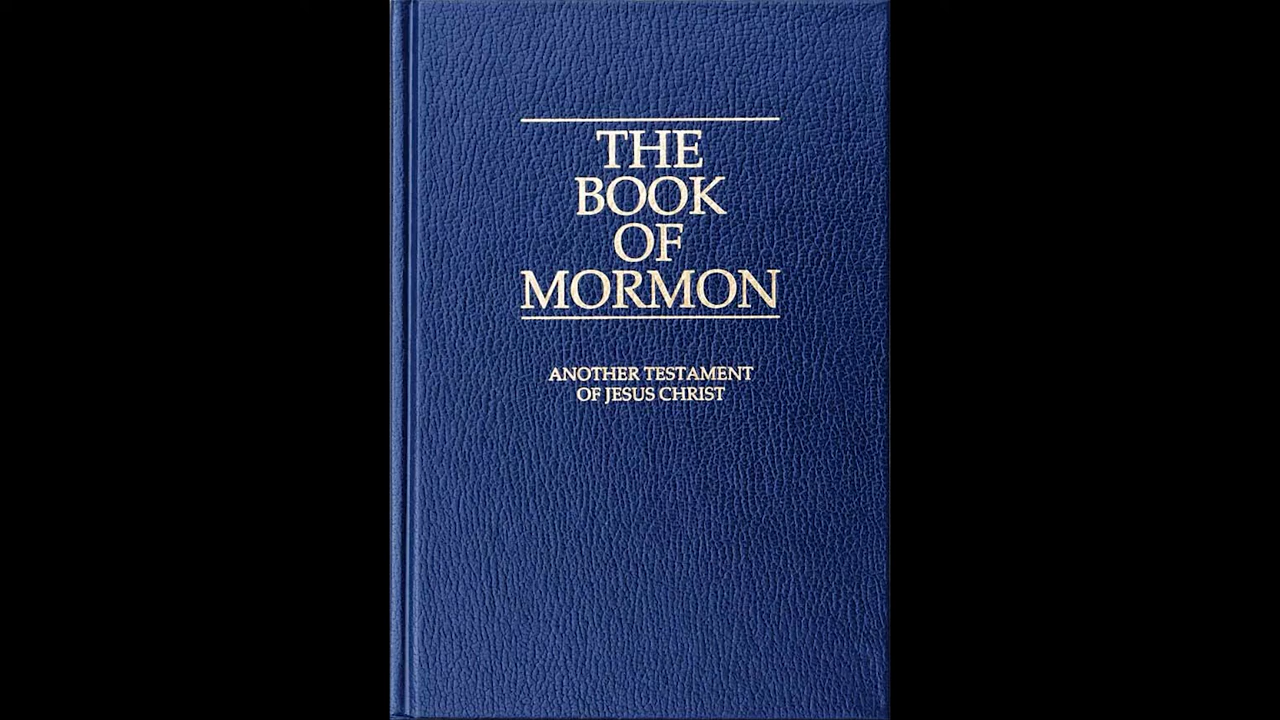 THE
BOOK
OF
MORMON
ANOTHER TESTAMENT
OF JESUS CHRIST